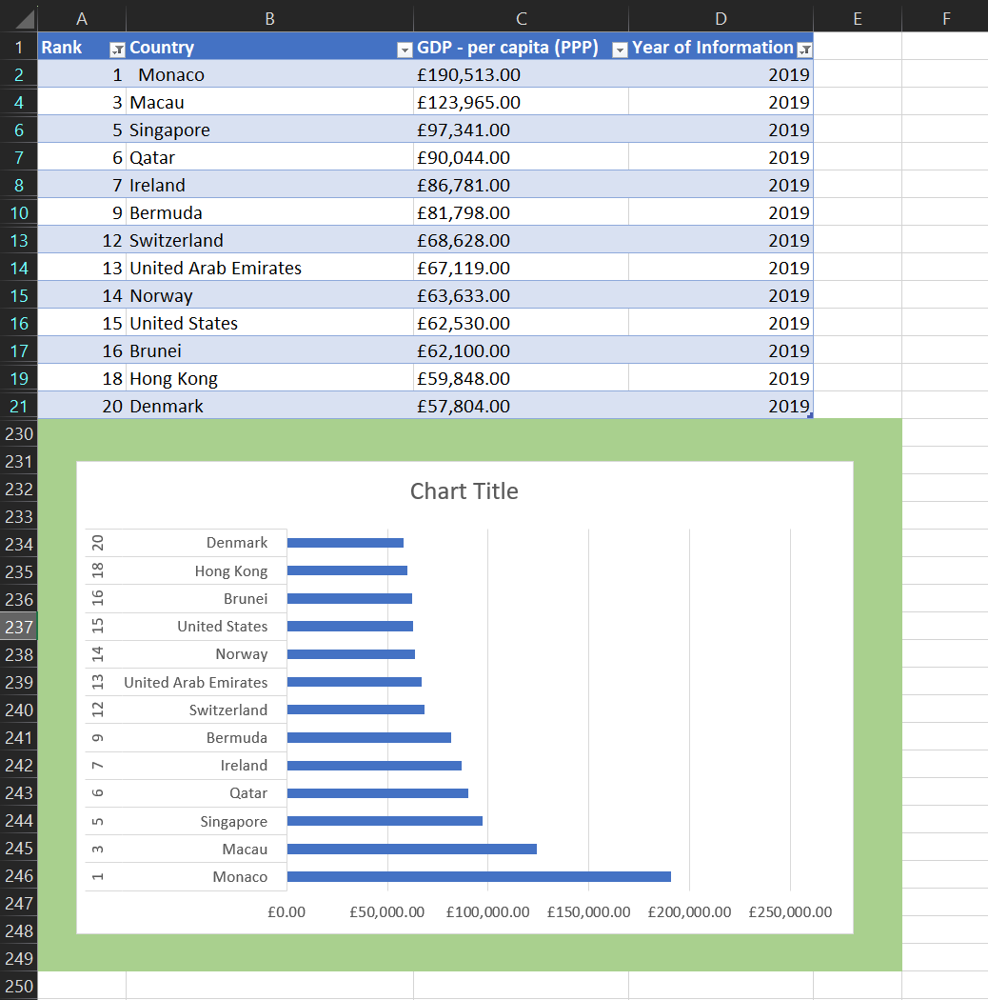 A B C D E F
1 Rank Country GDP - per capita (PPP) Year of Information
2 1 Monaco £190,513.00 2019
4 3 Macau £123,965.00 2019
6 5 Singapore £97,341.00 2019
7 6 Qatar £90,044.00 2019
8 7 Ireland £86,781.00 2019
10 9 Bermuda £81,798.00 2019
13 12 Switzerland £68,628.00 2019
14 13 United Arab Emirates £67,119.00 2019
15 14 Norway £63,633.00 2019
16 15 United States £62,530.00 2019
17 16 Brunei £62,100.00 2019
19 18 Hong Kong £59,848.00 2019
21 20 Denmark £57,804.00 2019
230
231
232 Chart Title
233
234 20 Denmark
235 18 Hong Kong
236 16 Brunei
237 15 United States
238 14 Norway
239 13 United Arab Emirates
240 12 Switzerland
241 9 Bermuda
242 7 Ireland
243 6 Qatar
244 5 Singapore
245 3 Macau
246 1 Monaco
247 £0.00 £50,000.00 £100,000.00 £150,000.00 £200,000.00 £250,000.00
248
249
250